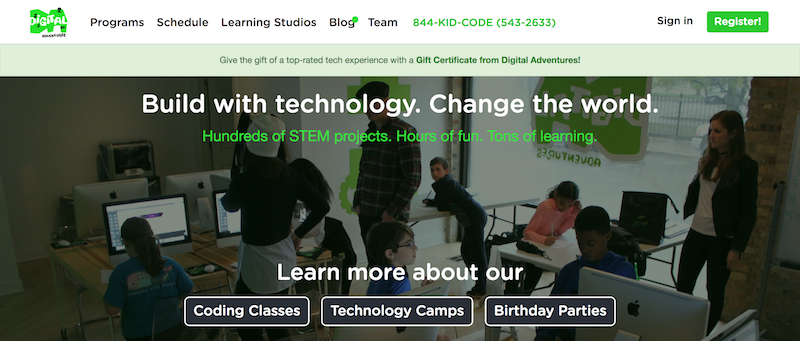 DIGITAL
ADVENTURES
Programs Schedule Learning Studios Blog Team 844-KID-CODE (543-2633) Sign in Register!
Give the gift of a top-rated tech experience with a Gift Certificate from Digital Adventures!
Build with technology. Change the world.
Hundreds of STEM projects. Hours of fun. Tons of learning.
ADVENTURES
Learn more about our
Coding Classes Technology Camps Birthday Parties